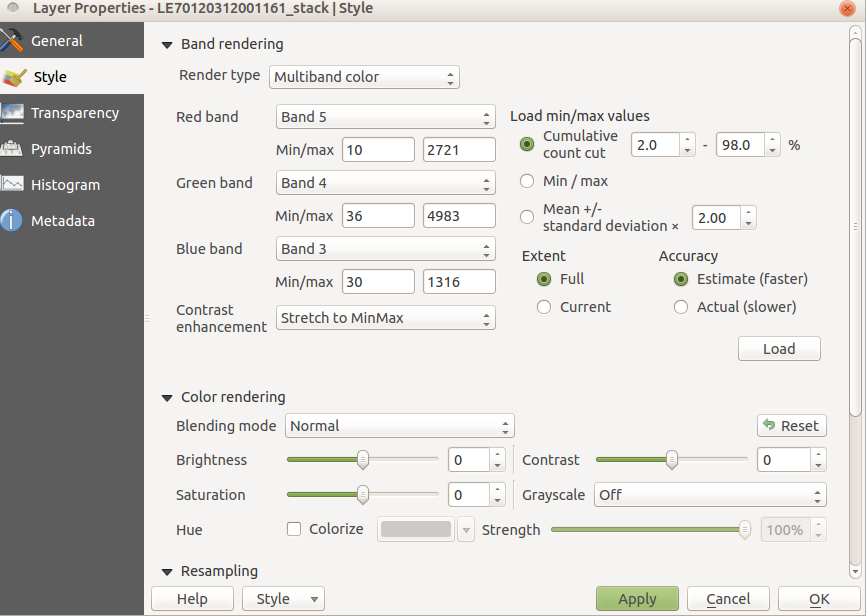 Layer Properties - LE70120312001161_stack | Style
General
Style
Transparency
Pyramids
Histogram
Metadata
Band rendering
Render type Multiband color
Red band Band 5
Min/max 10 2721
Green band Band 4
Min/max 36 4983
Blue band Band 3
Min/max 30 1316
Contrast
enhancement Stretch to MinMax
Load min/max values
Cumulative
count cut 2.0 - 98.0 %
Min / max
Mean +/-
standard deviation × 2.00
Extent Accuracy
Full Estimate (faster)
Current Actual (slower)
Load
Color rendering
Blending mode Normal Reset
Brightness 0 Contrast 0
Saturation 0 Grayscale Off
Hue Colorize Strength 100%
Resampling
Help Style Apply Cancel OK